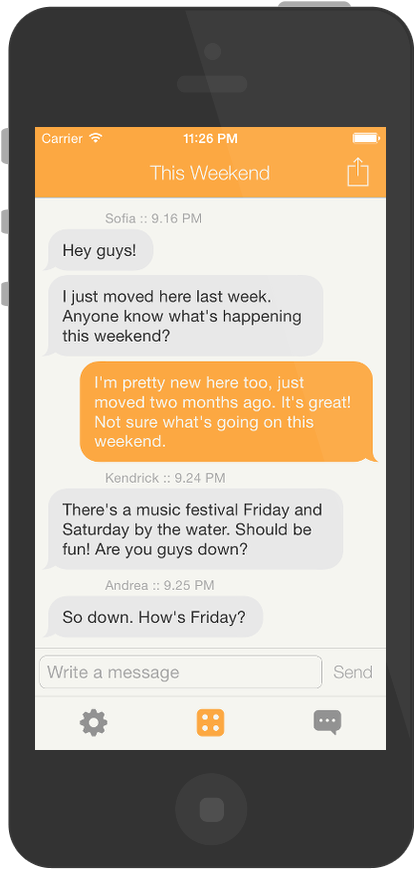 Carrier 11:26 PM
This Weekend
Sofia :: 9.16 PM
Hey guys!
I just moved here last week.
Anyone know what's happening
this weekend?
I'm pretty new here too, just
moved two months ago. It's great!
Not sure what's going on this
weekend.
Kendrick :: 9.24 PM
There's a music festival Friday and
Saturday by the water. Should be
fun! Are you guys down?
Andrea :: 9.25 PM
So down. How's Friday?
Write a message Send